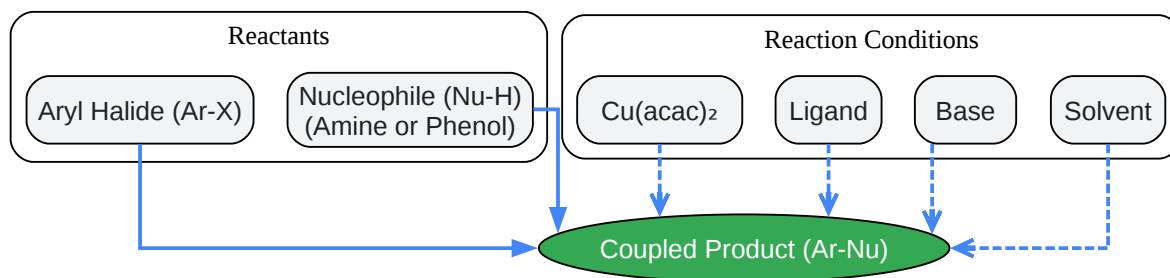 Reactants
Reaction Conditions
Aryl Halide (Ar-X)
Nucleophile (Nu-H)
(Amine or Phenol)
Cu(acac)₂
Ligand
Base
Solvent
Coupled Product (Ar-Nu)